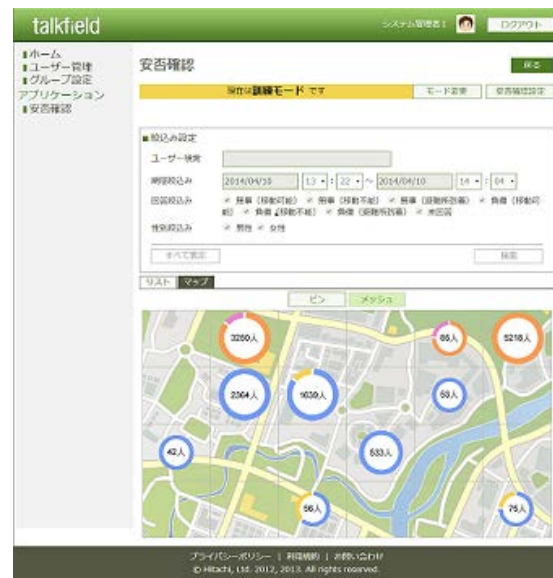 talkfield
システム管理者1
ログアウト
ホーム
ユーザー管理
グループ設定
アプリケーション
安否確認
安否確認
戻る
現在は訓練モード です
モード変更
安否確認設定
絞込み設定
ユーザー検索
期間絞込み
2014/04/10 13 : 22 ～ 2014/04/10 14 : 04
回答絞込み
無事（移動可能） 無事（移動不能） 無事（避難所到着） 負傷（移動可
能） 負傷（移動不能） 負傷（避難所到着） 未回答
性別絞込み
男性 女性
すべて表示
検索
リスト マップ
ピン メッシュ
3280人
86人
5218人
2364人
1630人
53人
42人
533人
56人
75人
プライバシーポリシー | 利用規約 | お問い合わせ
© Hitachi, Ltd. 2012, 2013. All rights reserved.